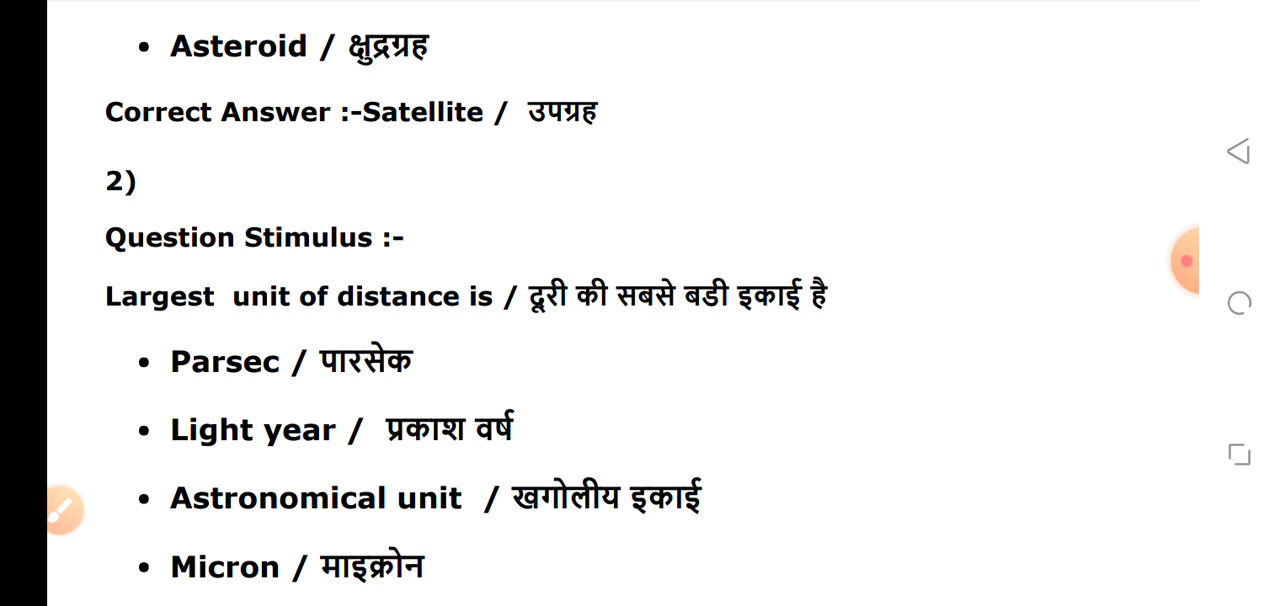 • Asteroid / क्षुद्रग्रह
Correct Answer :-Satellite / उपग्रह
2)
Question Stimulus :-
Largest unit of distance is / दूरी की सबसे बडी इकाई है
• Parsec / पारसेक
• Light year / प्रकाश वर्ष
• Astronomical unit / खगोलीय इकाई
• Micron / माइक्रोन